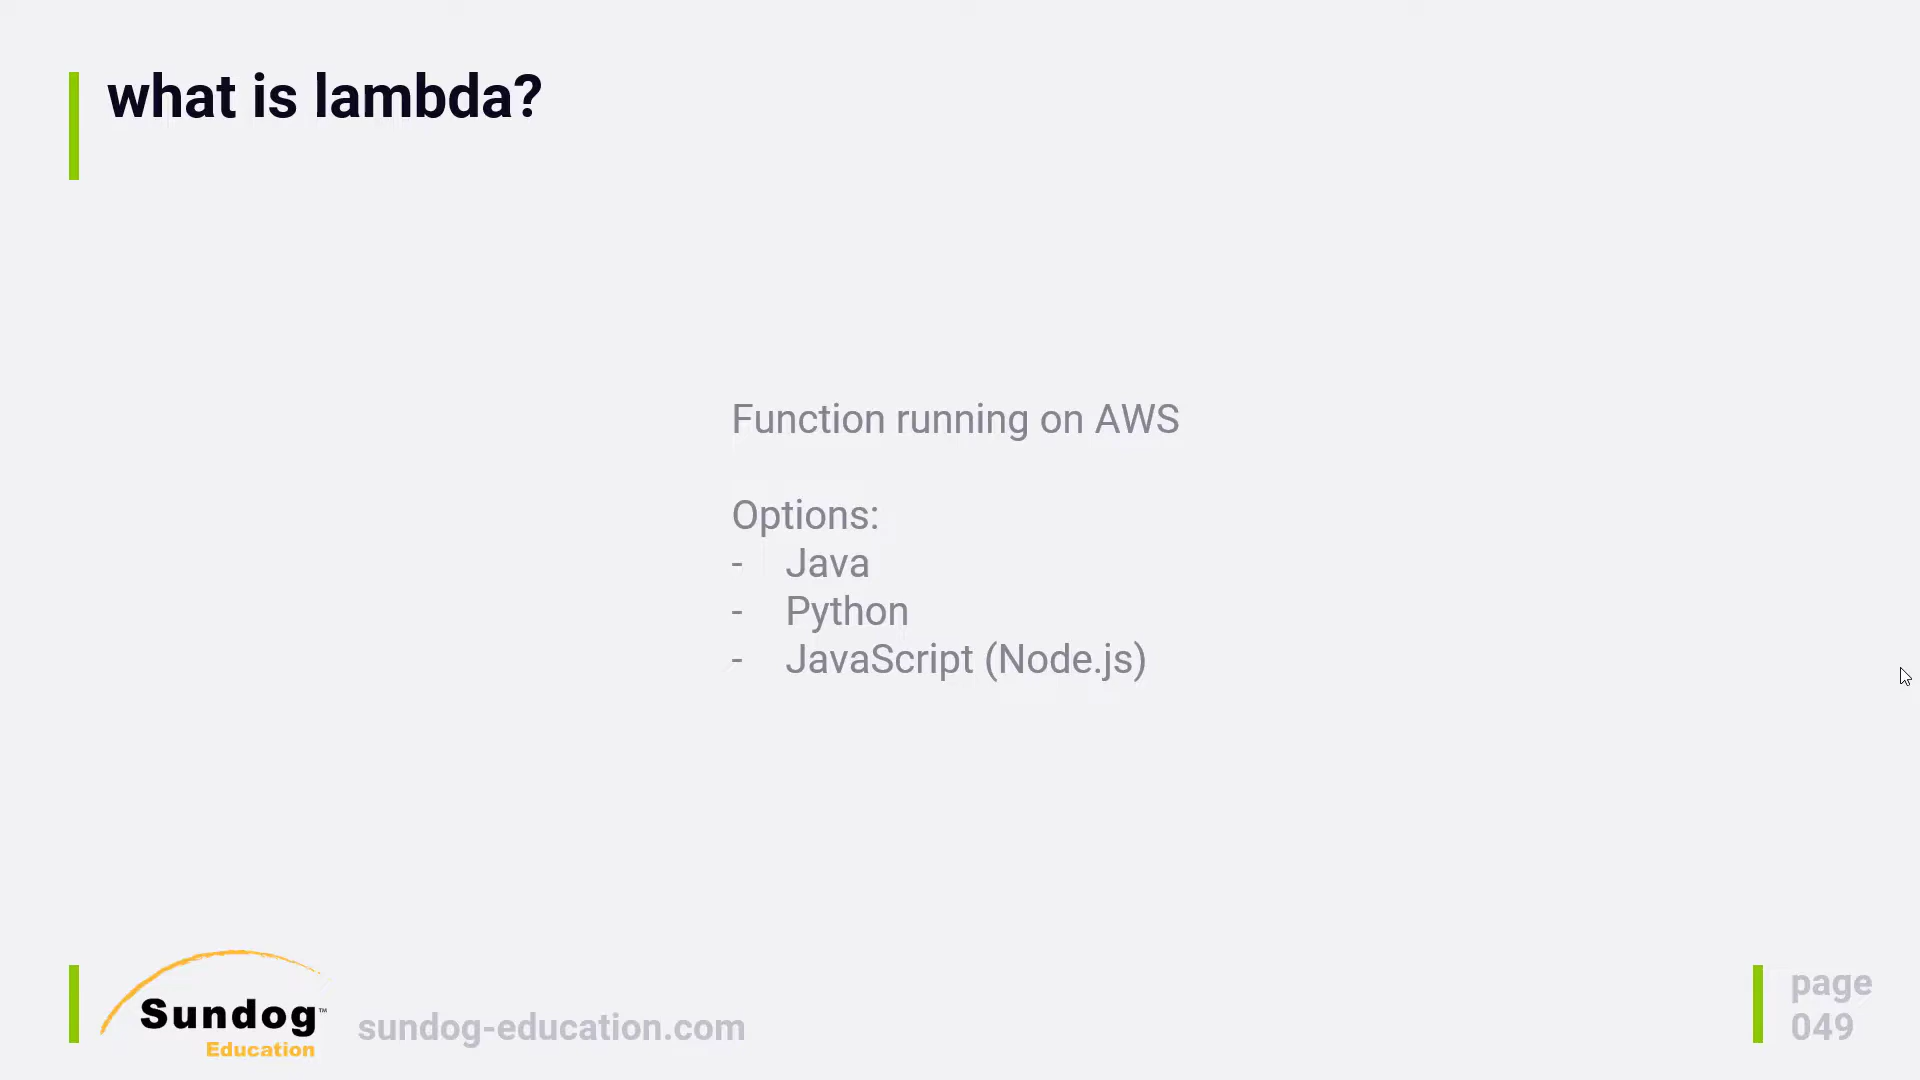 what is lambda?
Function running on AWS
Options:
- Java
- Python
- JavaScript (Node.js)
Sundog™
Education
sundog-education.com
page
049